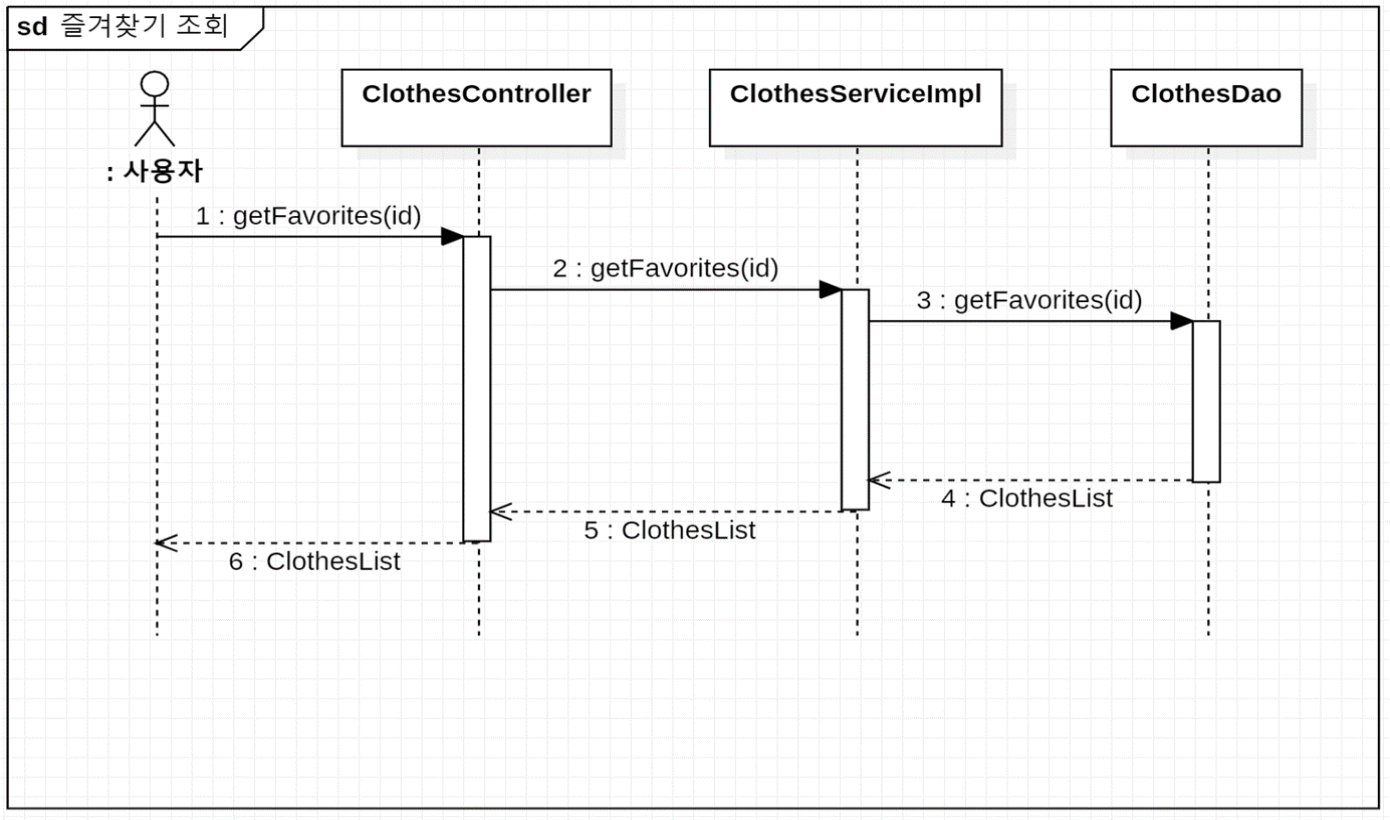 sd 즐겨찾기 조회
ClothesController
ClothesServiceImpl
ClothesDao
: 사용자
1 : getFavorites(id)
2 : getFavorites(id)
3 : getFavorites(id)
4 : ClothesList
5 : ClothesList
6 : ClothesList